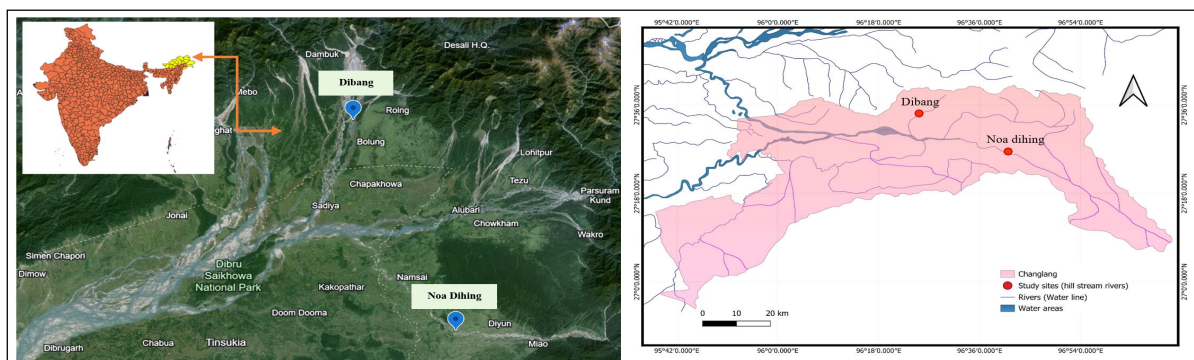 Dambuk
Desali H.Q.
Dibang
Mebo
Roing
ghat
Bolung
Lohitpur
Chapakhowa
Tezu
Parsuram
Kund
Jonai
Sadiya
Alubari
Chowkham
Wakro
Simen Chapori
Dimow
Dibru
Saikhowa
National Park
Namsai
Kakopathar
Noa Dihing
Doom Dooma
Diyun
Dibrugarh
Chabua
Tinsukia
Miao
95°42'0.000"E
96°0'0.000"E
96°18'0.000"E
96°36'0.000"E
96°54'0.000"E
27°36'0.000"N
27°18'0.000"N
27°0'0.000"N
Dibang
Noa dihing
Changlang
Study sites (hill stream rivers)
Rivers (Water line)
Water areas
0
10
20 km